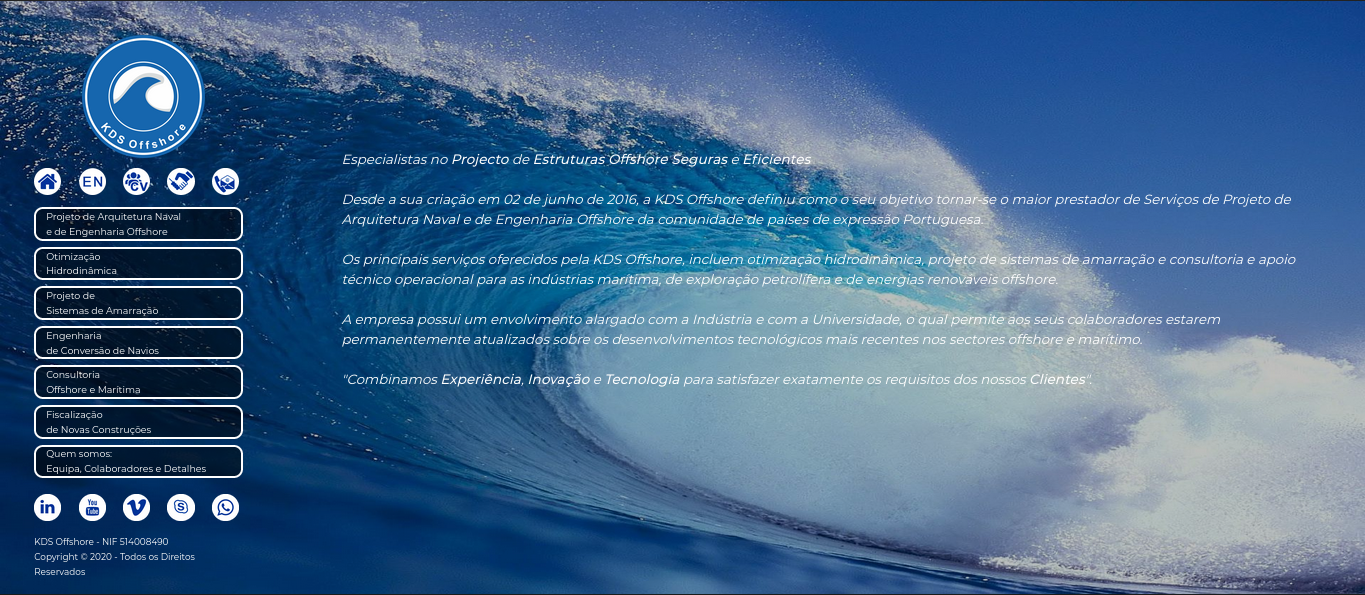 KDS Offshore
EN
CV
Projeto de Arquitetura Naval
e de Engenharia Offshore
Otimização
Hidrodinâmica
Projeto de
Sistemas de Amarração
Engenharia
de Conversão de Navios
Consultoria
Offshore e Marítima
Fiscalização
de Novas Construções
Quem somos:
Equipa, Colaboradores e Detalhes
in
You
Tube
KDS Offshore - NIF 514008490
Copyright © 2020 - Todos os Direitos
Reservados
Especialistas no Projecto de Estruturas Offshore Seguras e Eficientes
Desde a sua criação em 02 de junho de 2016, a KDS Offshore definiu como o seu objetivo tornar-se o maior prestador de Serviços de Projeto de
Arquitetura Naval e de Engenharia Offshore da comunidade de países de expressão Portuguesa.
Os principais serviços oferecidos pela KDS Offshore, incluem otimização hidrodinâmica, projeto de sistemas de amarração e consultoria e apoio
técnico operacional para as indústrias marítima, de exploração petrolífera e de energias renováveis offshore.
A empresa possui um envolvimento alargado com a Indústria e com a Universidade, o qual permite aos seus colaboradores estarem
permanentemente atualizados sobre os desenvolvimentos tecnológicos mais recentes nos sectores offshore e marítimo.
"Combinamos Experiência, Inovação e Tecnologia para satisfazer exatamente os requisitos dos nossos Clientes".